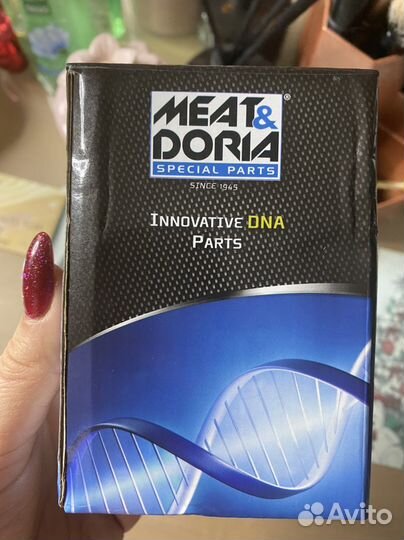 MEAT&
DORIA®
SPECIAL PARTS
SINCE 1945
INNOVATIVE DNA
PARTS
Avito